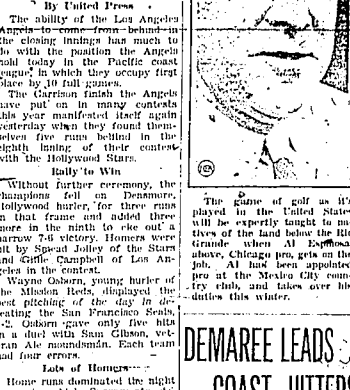 By United Press
The ability of the Los Angeles
Angels to come from behind in
the closing innings has much to
do with the position the Angels
hold today in the Pacific coast
league, in which they occupy first
place by 10 full games.
The Garrison finish the Angels
have put on in many contests
this year manifested itself again
yesterday when they found them-
selves five runs behind in the
eighth inning of their contest
with the Hollywood Stars.
Rally to Win
Without further ceremony, the
champions fell on Densmore,
Hollywood hurler, for three runs
in that frame and added three
more in the ninth to eke out a
narrow 7-6 victory. Homers were
hit by Smead Jolley of the Stars
and Gillie Campbell of Los An-
geles in the contest.
Wayne Osborn, young hurler of
the Mission Reds, displayed the
best pitching of the day in de-
feating the San Francisco Seals,
-2. Osborn gave only five hits
in a duel with Sam Gibson, vet-
eran Ale moundsman. Each team
had four errors.
Lots of Homers
Home runs dominated the night
The game of golf as it's
played in the United States
will be expertly taught to na-
tives of the land below the Rio
Grande when Al Espinosa,
above, Chicago pro, gets on the
job. Al has been appointed
pro at the Mexico City coun-
try club, and takes over his
duties this winter.
DEMAREE LEADS
COAST HITTERS